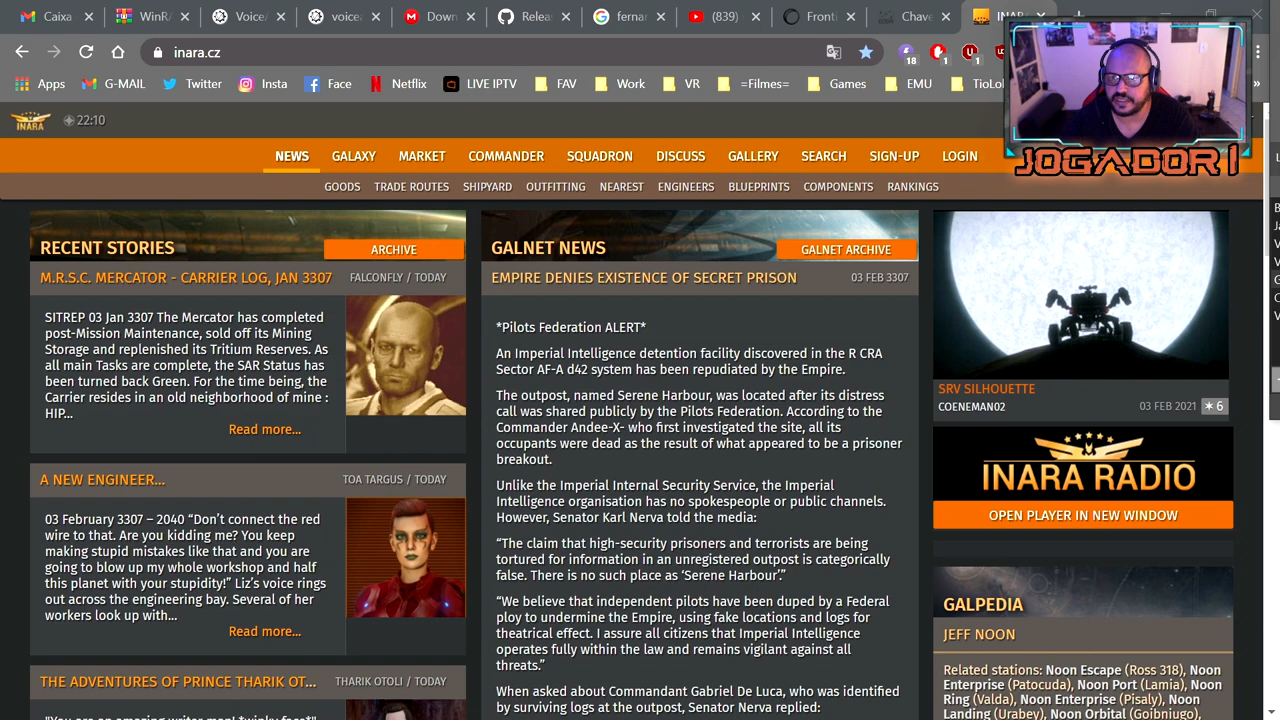 Caixa
WinRA
VoiceA
voice
Down
Relea
fernar
(839)
Fronti
Chave
INAR
inara.cz
18
1
1
Apps
G-MAIL
Twitter
Insta
Face
Netflix
LIVE IPTV
FAV
Work
VR
=Filmes=
Games
EMU
TioLo
»
INARA
22:10
JOGADOR 1
NEWS
GALAXY
MARKET
COMMANDER
SQUADRON
DISCUSS
GALLERY
SEARCH
SIGN-UP
LOGIN
GOODS
TRADE ROUTES
SHIPYARD
OUTFITTING
NEAREST
ENGINEERS
BLUEPRINTS
COMPONENTS
RANKINGS
RECENT STORIES
ARCHIVE
M.R.S.C. MERCATOR - CARRIER LOG, JAN 3307
FALCONFLY / TODAY
SITREP 03 Jan 3307 The Mercator has completed
post-Mission Maintenance, sold off its Mining
Storage and replenished its Tritium Reserves. As
all main Tasks are complete, the SAR Status has
been turned back Green. For the time being, the
Carrier resides in an old neighborhood of mine :
HIP...
Read more...
A NEW ENGINEER...
TOA TARGUS / TODAY
03 February 3307 – 2040 “Don’t connect the red
wire to that. Are you kidding me? You keep
making stupid mistakes like that and you are
going to blow up my whole workshop and half
this planet with your stupidity!” Liz’s voice rings
out across the engineering bay. Several of her
workers look up with...
Read more...
THE ADVENTURES OF PRINCE THARIK OT...
THARIK OTOLI / TODAY
"You are an amazing writer man! *winky face*"
GALNET NEWS
GALNET ARCHIVE
EMPIRE DENIES EXISTENCE OF SECRET PRISON
03 FEB 3307
*Pilots Federation ALERT*
An Imperial Intelligence detention facility discovered in the R CRA
Sector AF-A d42 system has been repudiated by the Empire.
The outpost, named Serene Harbour, was located after its distress
call was shared publicly by the Pilots Federation. According to the
Commander Andee-X- who first investigated the site, all its
occupants were dead as the result of what appeared to be a prisoner
breakout.
Unlike the Imperial Internal Security Service, the Imperial
Intelligence organisation has no spokespeople or public channels.
However, Senator Karl Nerva told the media:
“The claim that high-security prisoners and terrorists are being
tortured for information in an unregistered outpost is categorically
false. There is no such place as ‘Serene Harbour’.”
“We believe that independent pilots have been duped by a Federal
ploy to undermine the Empire, using fake locations and logs for
theatrical effect. I assure all citizens that Imperial Intelligence
operates fully within the law and remains vigilant against all
threats.”
When asked about Commandant Gabriel De Luca, who was identified
by surviving logs at the outpost, Senator Nerva replied:
SRV SILHOUETTE
COENEMAN02
03 FEB 2021
6
INARA RADIO
OPEN PLAYER IN NEW WINDOW
GALPEDIA
JEFF NOON
Related stations: Noon Escape (Ross 318), Noon
Enterprise (Patocuda), Noon Port (Lamia), Noon
Ring (Valda), Noon Enterprise (Pisaly), Noon
Landing (Urabey), Noon Orbital (Goibniugo),